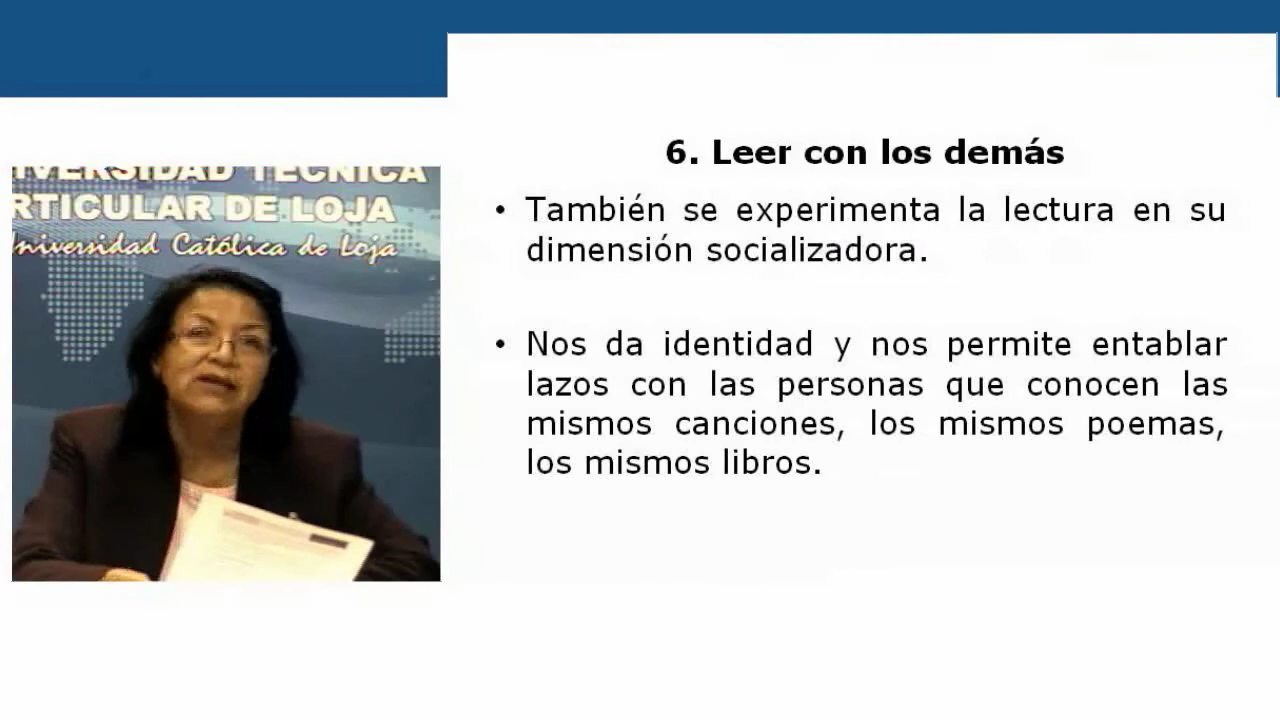 IVERSIDAD TÉCNICA
RTICULAR DE LOJA
niversidad Católica de Loja
6. Leer con los demás
• También se experimenta la lectura en su
dimensión socializadora.
• Nos da identidad y nos permite entablar
lazos con las personas que conocen las
mismos canciones, los mismos poemas,
los mismos libros.